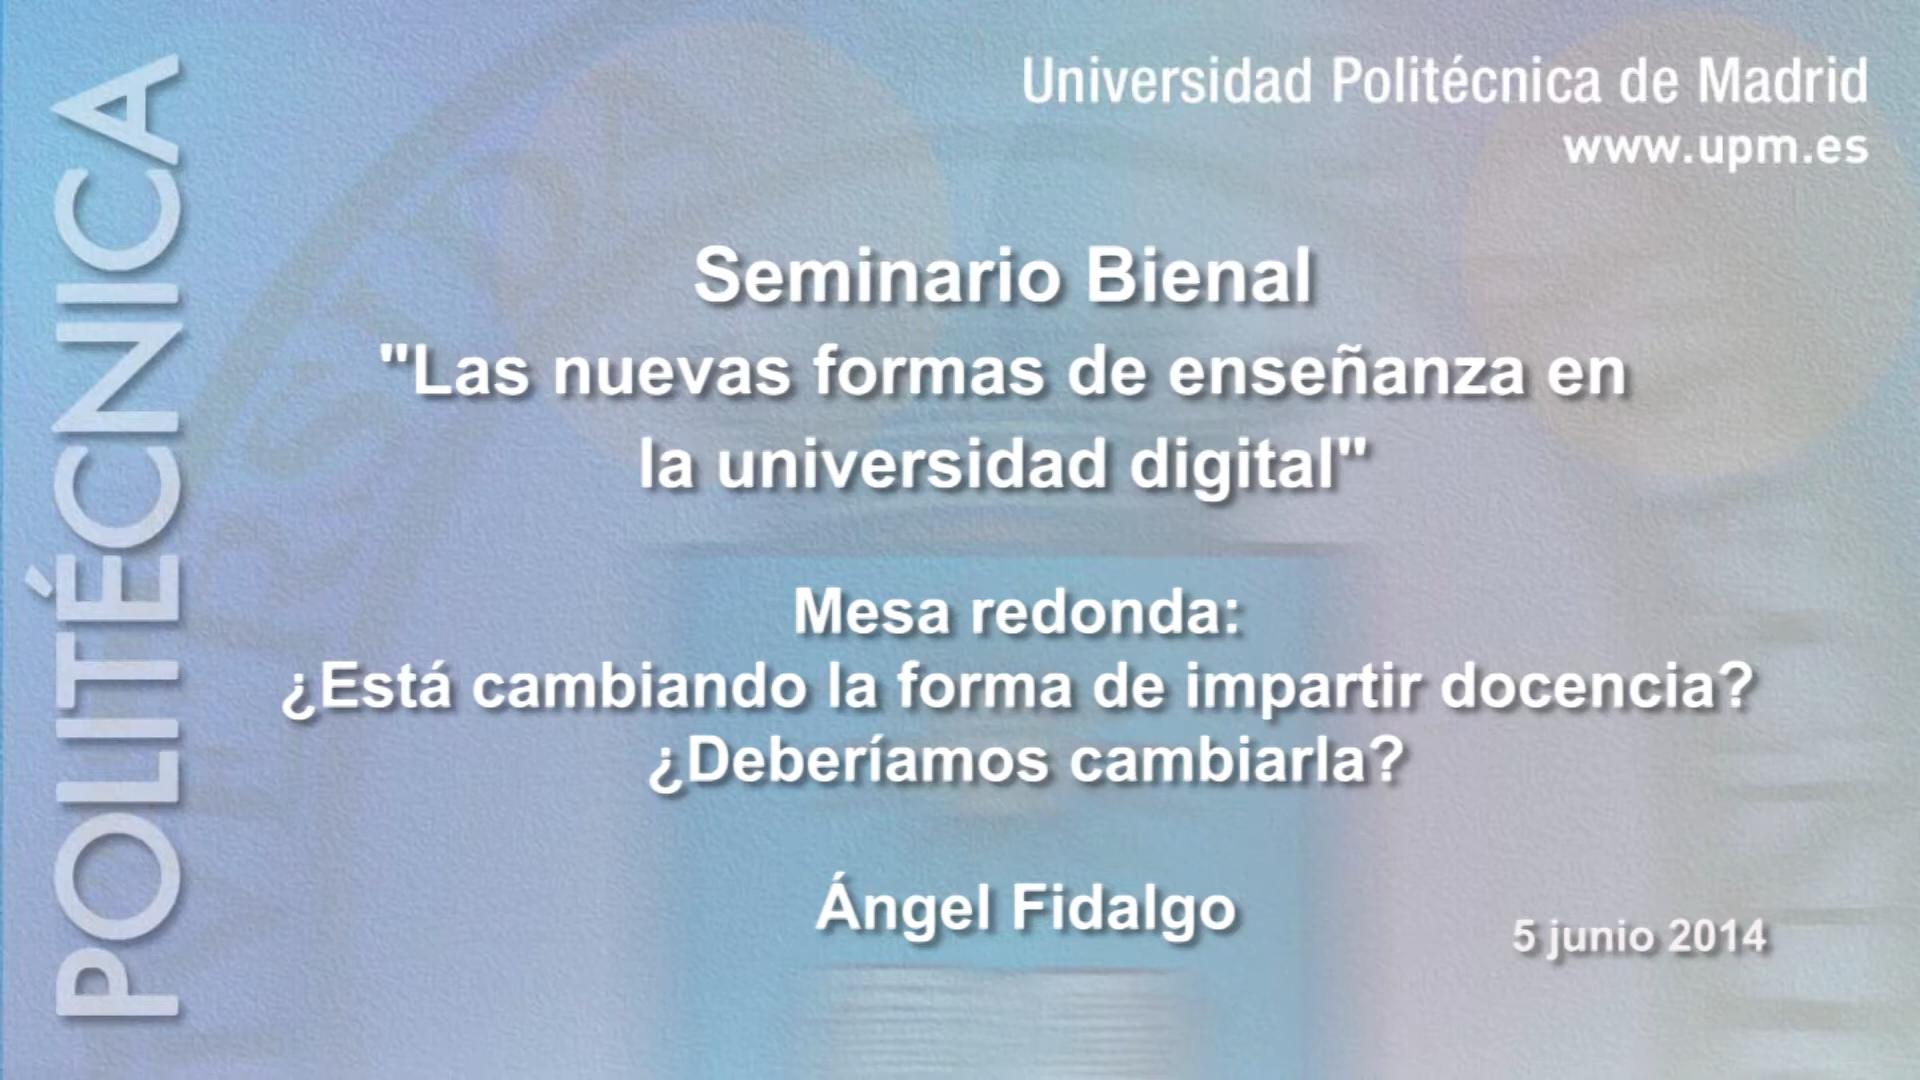 POLITÉCNICA
Universidad Politécnica de Madrid
www.upm.es
Seminario Bienal
"Las nuevas formas de enseñanza en
la universidad digital"
Mesa redonda:
¿Está cambiando la forma de impartir docencia?
¿Deberíamos cambiarla?
Ángel Fidalgo
5 junio 2014